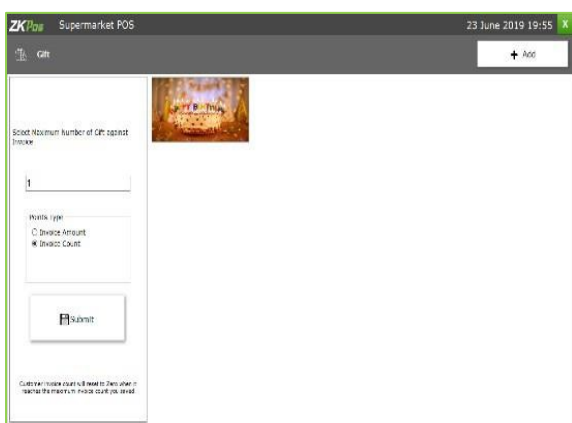 ZKPos Supermarket POS 23 June 2019 19:55 X
Gift + Add
Select Maximum Number of Gift against
Invoice
1
Points Type
Invoice Amount
Invoice Count
Submit
Customer invoice count will reset to Zero when it
reaches the maximum invoice count you saved